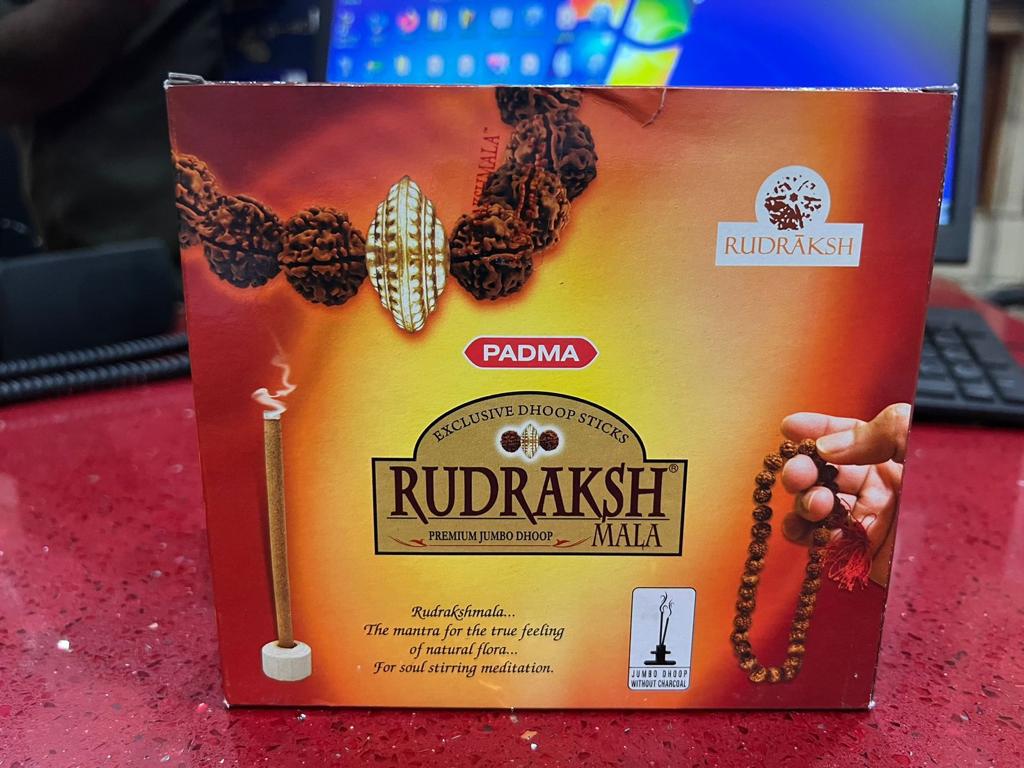 RUDRĀKSH
PADMA
EXCLUSIVE DHOOP STICKS
RUDRAKSH®
MALA
PREMIUM JUMBO DHOOP
Rudrakshmala...
The mantra for the true feeling
of natural flora...
For soul stirring meditation.
JUMBO DHOOP
WITHOUT CHARCOAL